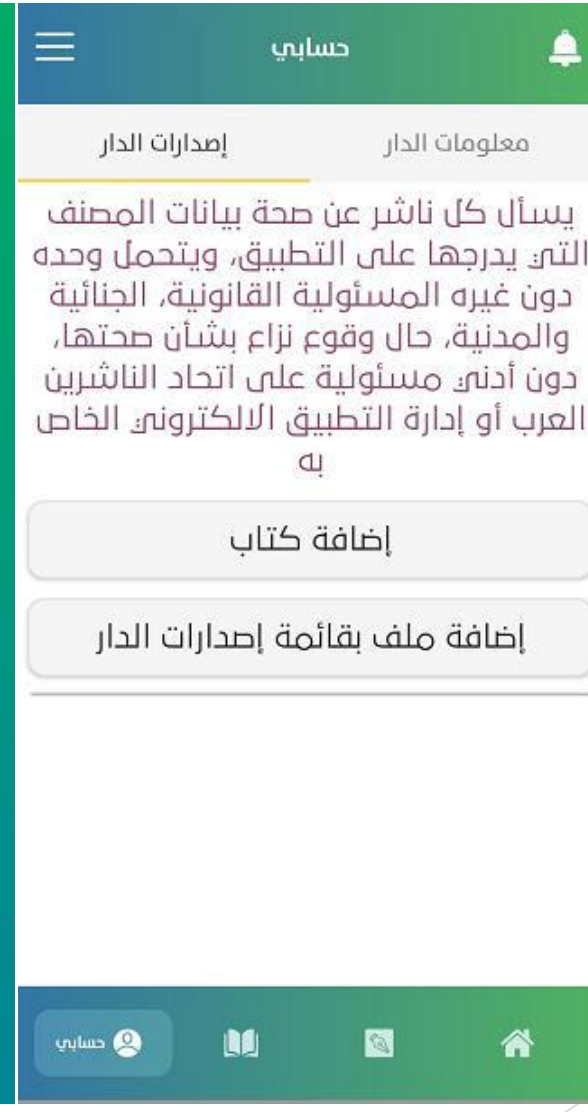 حسابي
معلومات الدار
إصدارات الدار
يسأل كل ناشر عن صحة بيانات المصنف
التي يدرجها على التطبيق، ويتحمل وحده
دون غيره المسئولية القانونية، الجنائية
والمدنية، حال وقوع نزاع بشأن صحتها،
دون أدنى مسئولية على اتحاد الناشرين
العرب أو إدارة التطبيق الالكتروني الخاص
به
إضافة كتاب
إضافة ملف بقائمة إصدارات الدار
حسابي